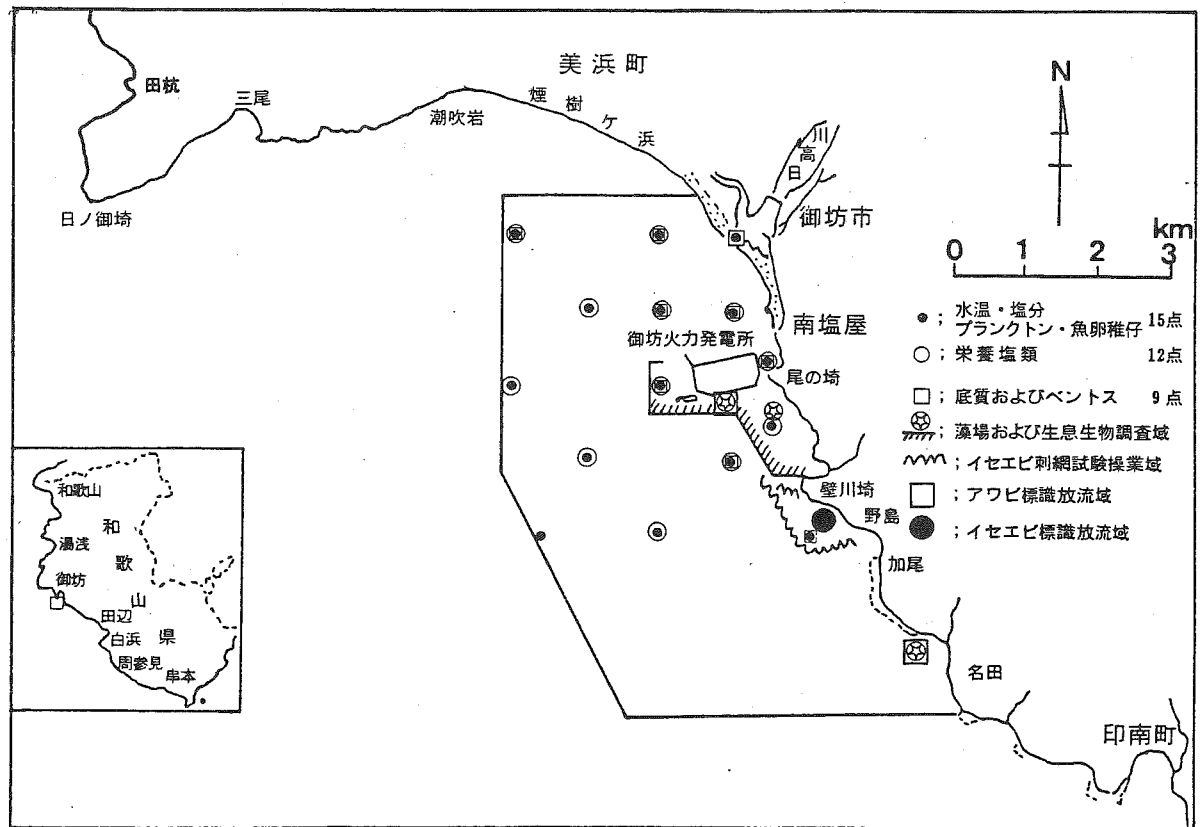 美浜町
田杭
三尾
潮吹岩
煙樹ケ浜
日ノ御埼
日高川
御坊市
N
km
0 1 2 3
南塩屋
御坊火力発電所
尾の埼
壁川埼
野島
加尾
名田
印南町
; 水温・塩分
プランクトン・魚卵稚仔 15点
; 栄養塩類 12点
; 底質およびベントス 9点
; 藻場および生息生物調査域
; イセエビ刺網試験操業域
; アワビ標識放流域
; イセエビ標識放流域
和歌山
湯浅
御坊
田辺
白浜
周参見
串本
和歌山県